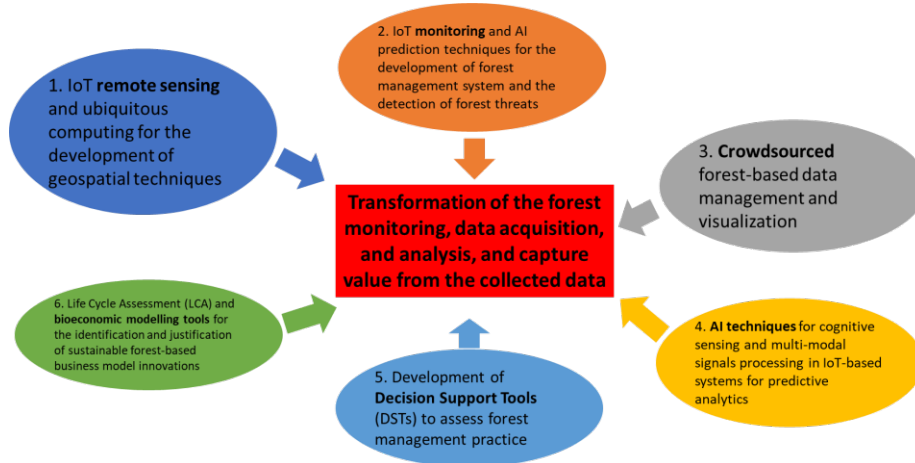 1. IoT remote sensing
and ubiquitous
computing for the
development of
geospatial techniques
2. IoT monitoring and AI
prediction techniques for the
development of forest
management system and the
detection of forest threats
3. Crowdsourced
forest-based data
management and
visualization
Transformation of the forest
monitoring, data acquisition,
and analysis, and capture
value from the collected data
4. AI techniques for cognitive
sensing and multi-modal
signals processing in IoT-based
systems for predictive
analytics
5. Development of
Decision Support Tools
(DSTs) to assess forest
management practice
6. Life Cycle Assessment (LCA) and
bioeconomic modelling tools for
the identification and justification
of sustainable forest-based
business model innovations